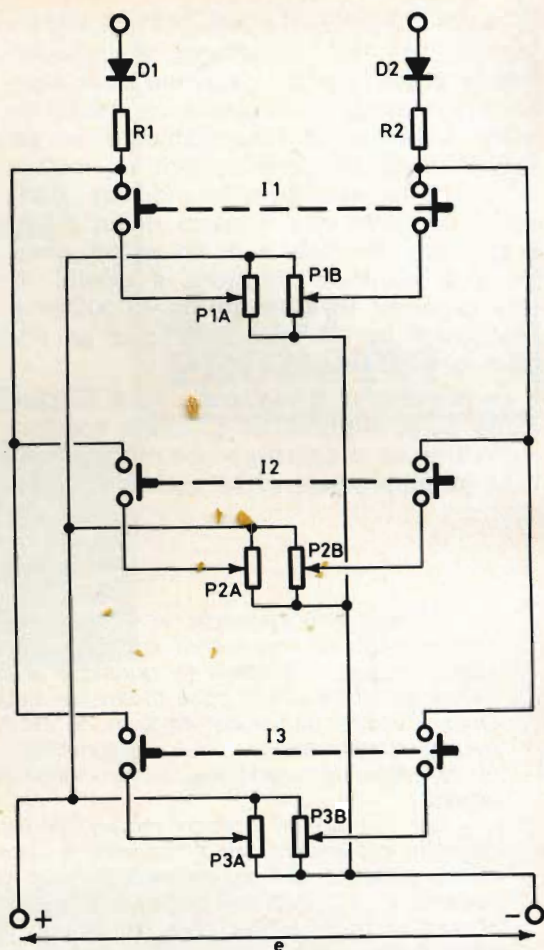 D1 D2
R1 R2
I1
P1B
P1A
I2
P2B
P2A
I3
P3B
P3A
+ -
e